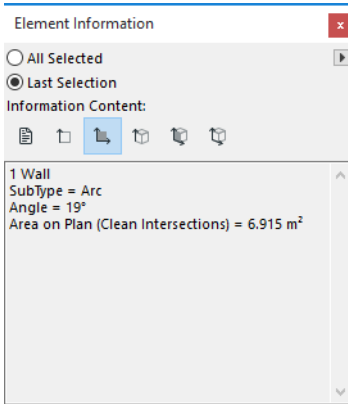 Element Information
x
All Selected
Last Selection
Information Content:
1 Wall
SubType = Arc
Angle = 19°
Area on Plan (Clean Intersections) = 6.915 m²